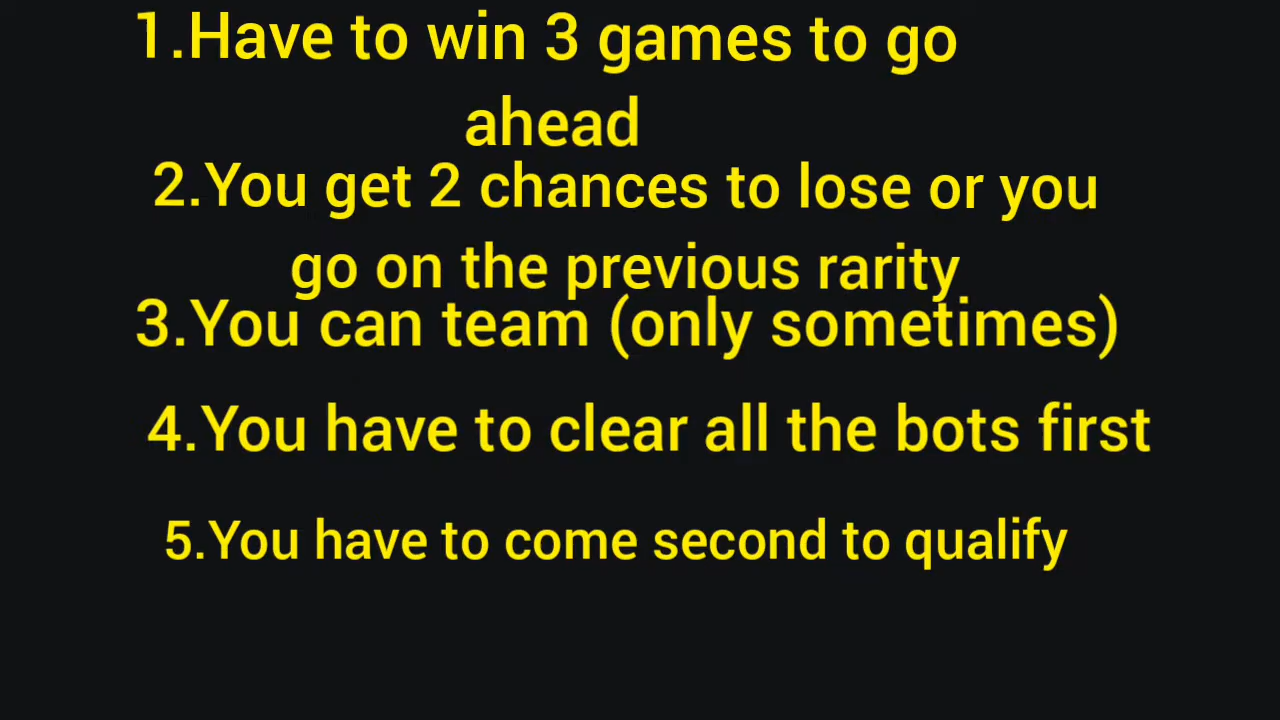 1.Have to win 3 games to go
ahead
2.You get 2 chances to lose or you
go on the previous rarity
3.You can team (only sometimes)
4.You have to clear all the bots first
5.You have to come second to qualify